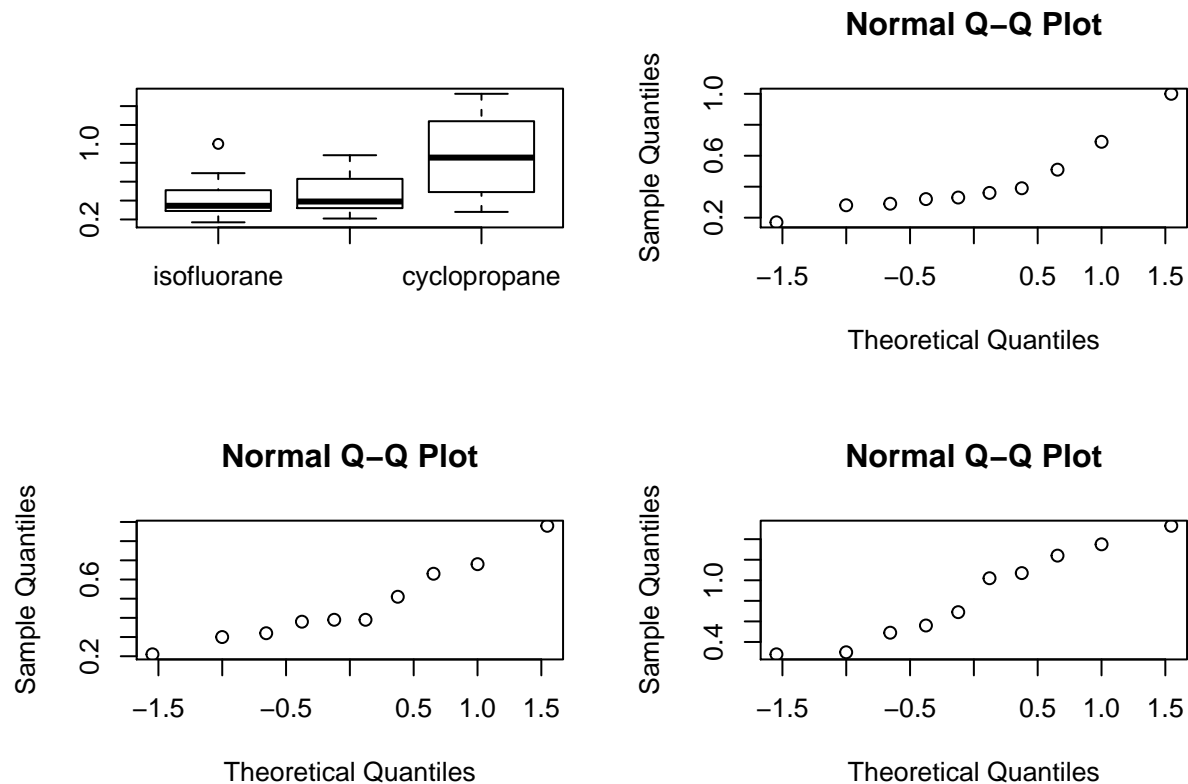 1.0
0.2
isofluorane cyclopropane
Normal Q−Q Plot
Sample Quantiles
1.0
0.6
0.2
−1.5 −0.5 0.5 1.0 1.5
Theoretical Quantiles
Normal Q−Q Plot
Sample Quantiles
0.6
0.2
−1.5 −0.5 0.5 1.0 1.5
Theoretical Quantiles
Normal Q−Q Plot
Sample Quantiles
1.0
0.4
−1.5 −0.5 0.5 1.0 1.5
Theoretical Quantiles